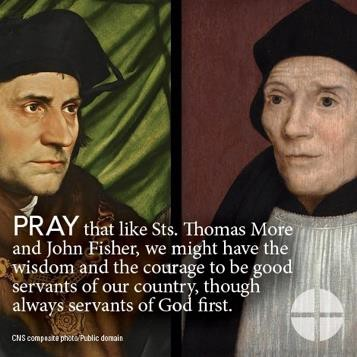 PRAY that like Sts. Thomas More
and John Fisher, we might have the
wisdom and the courage to be good
servants of our country, though
always servants of God first.
CNS composite photo/Public domain